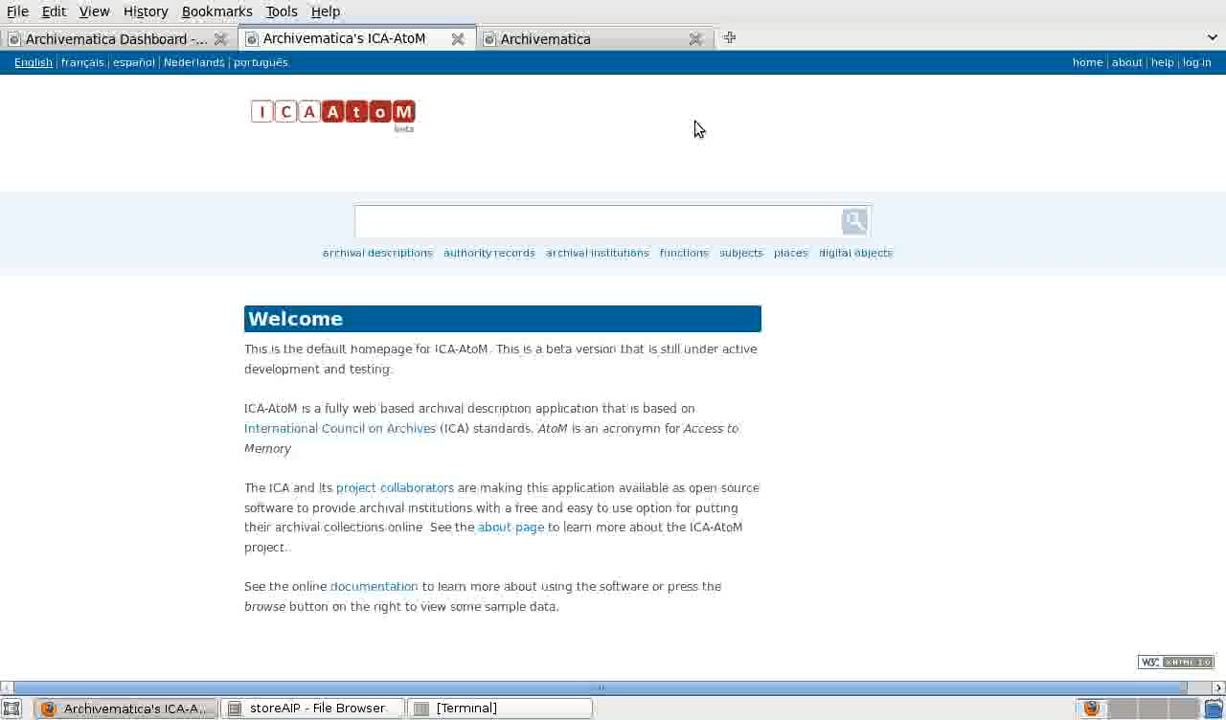 File Edit View History Bookmarks Tools Help
Archivematica Dashboard -... Archivematica's ICA-AtoM Archivematica
English | français | español | Nederlands | português home | about | help | log in
ICAAtoM
beta
archival descriptions authority records archival institutions functions subjects places digital objects
Welcome
This is the default homepage for ICA-AtoM. This is a beta version that is still under active
development and testing.
ICA-AtoM is a fully web based archival description application that is based on
International Council on Archives (ICA) standards. AtoM is an acronymn for Access to
Memory
The ICA and its project collaborators are making this application available as open source
software to provide archival institutions with a free and easy to use option for putting
their archival collections online. See the about page to learn more about the ICA-AtoM
project..
See the online documentation to learn more about using the software or press the
browse button on the right to view some sample data.
W3C XHTML 1.0
Archivematica's ICA-A... storeAIP - File Browser [Terminal]